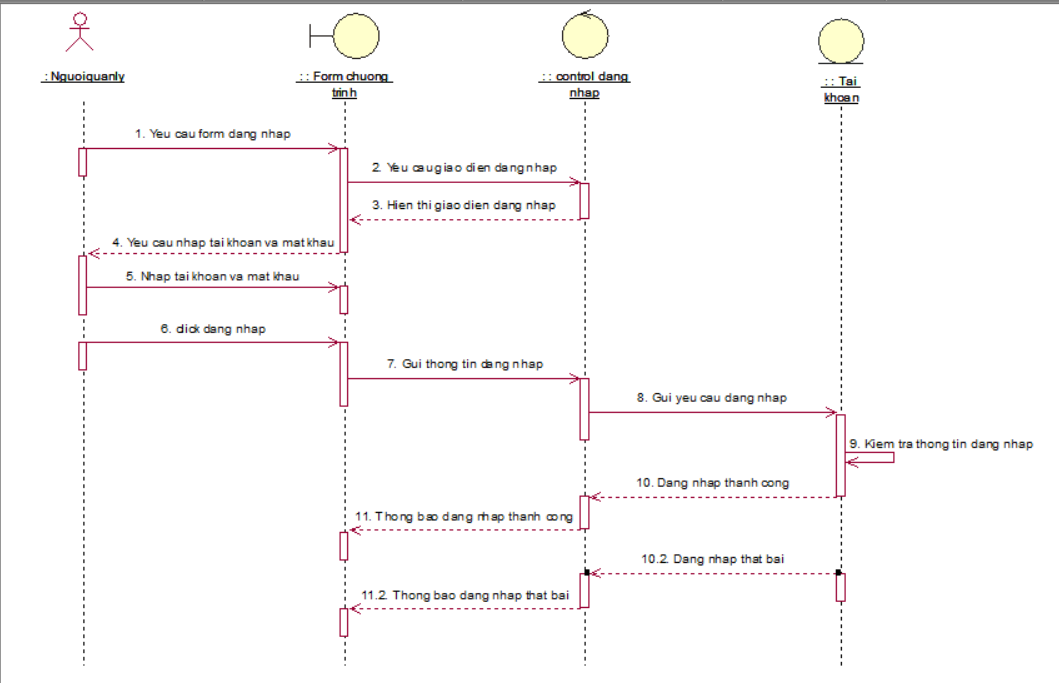 : Nguoiquanly
: : Form chuong
trinh
: : control dang
nhap
: : Tai
khoan
1. Yeu cau form dang nhap
2. Yeu cau giao dien dang nhap
3. Hien thi giao dien dang nhap
4. Yeu cau nhap tai khoan va mat khau
5. Nhap tai khoan va mat khau
6. click dang nhap
7. Gui thong tin dang nhap
8. Gui yeu cau dang nhap
9. Kiem tra thong tin dang nhap
10. Dang nhap thanh cong
11. Thong bao dang nhap thanh cong
10.2. Dang nhap that bai
11.2. Thong bao dang nhap that bai